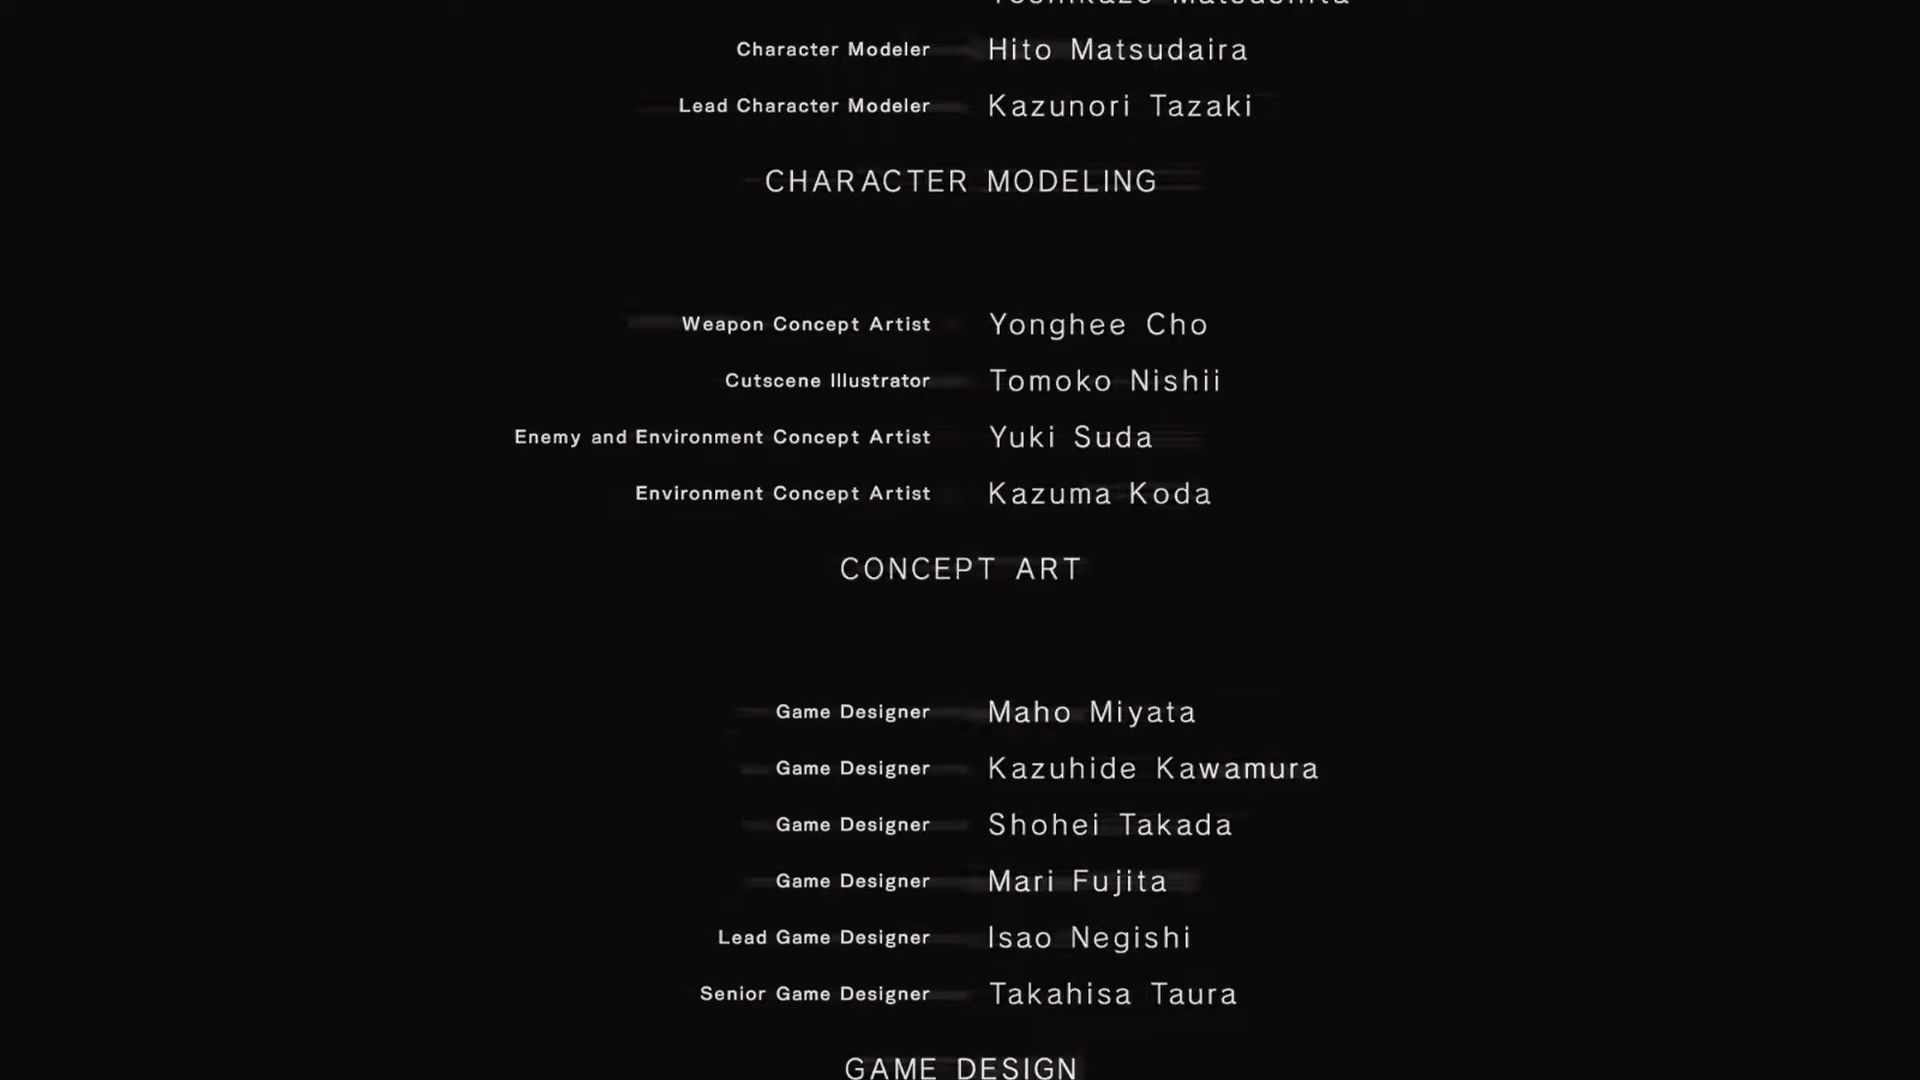 Yoshikazu Matsushita
Character Modeler Hito Matsudaira
Lead Character Modeler Kazunori Tazaki
CHARACTER MODELING
Weapon Concept Artist Yonghee Cho
Cutscene Illustrator Tomoko Nishii
Enemy and Environment Concept Artist Yuki Suda
Environment Concept Artist Kazuma Koda
CONCEPT ART
Game Designer Maho Miyata
Game Designer Kazuhide Kawamura
Game Designer Shohei Takada
Game Designer Mari Fujita
Lead Game Designer Isao Negishi
Senior Game Designer Takahisa Taura
GAME DESIGN